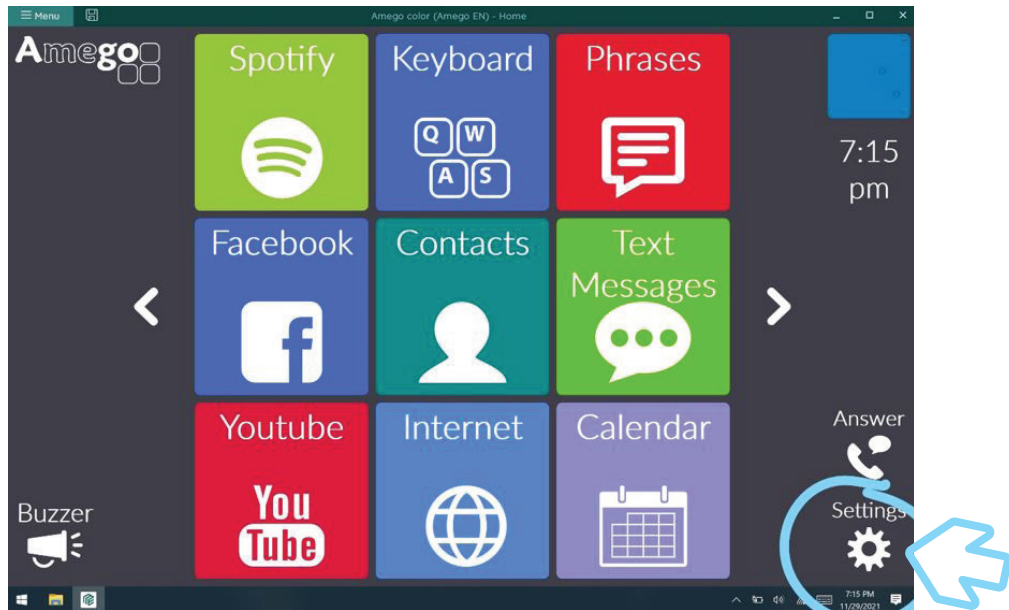 Menu
Amego color (Amego EN) - Home
Amego
Spotify
Keyboard
Phrases
Q W
A S
7:15
pm
Facebook
Contacts
Text
Messages
f
Youtube
Internet
Calendar
You
Tube
Answer
Settings
Buzzer
7:15 PM
11/29/2021